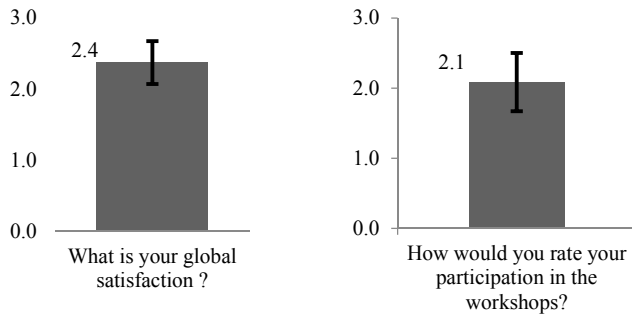 3.0
2.4
2.0
1.0
0.0
What is your global
satisfaction ?
3.0
2.1
2.0
1.0
0.0
How would you rate your
participation in the
workshops?